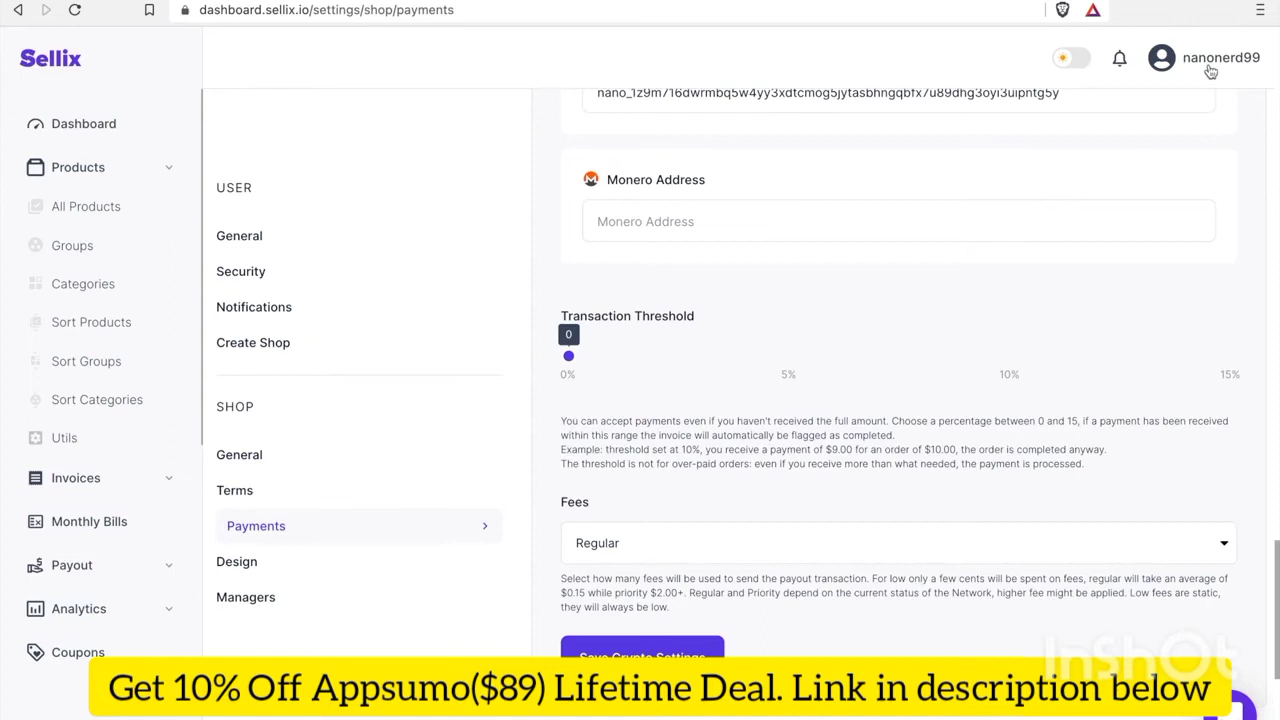 dashboard.sellix.io/settings/shop/payments
Sellix
nanonerd99
Dashboard
Products
All Products
Groups
Categories
Sort Products
Sort Groups
Sort Categories
Utils
Invoices
Monthly Bills
Payout
Analytics
Coupons
USER
General
Security
Notifications
Create Shop
SHOP
General
Terms
Payments
Design
Managers
Monero Address
Monero Address
Transaction Threshold
0
0% 5% 10% 15%
You can accept payments even if you haven't received the full amount. Choose a percentage between 0 and 15, if a payment has been received
within this range the invoice will automatically be flagged as completed.
Example: threshold set at 10%, you receive a payment of $9.00 for an order of $10.00, the order is completed anyway.
The threshold is not for over-paid orders: even if you receive more than what needed, the payment is processed.
Fees
Regular
Select how many fees will be used to send the payout transaction. For low only a few cents will be spent on fees, regular will take an average of
$0.15 while priority $2.00+. Regular and Priority depend on the current status of the Network, higher fee might be applied. Low fees are static,
they will always be low.
Save Crypto Settings
InShOt
Get 10% Off Appsumo($89) Lifetime Deal. Link in description below